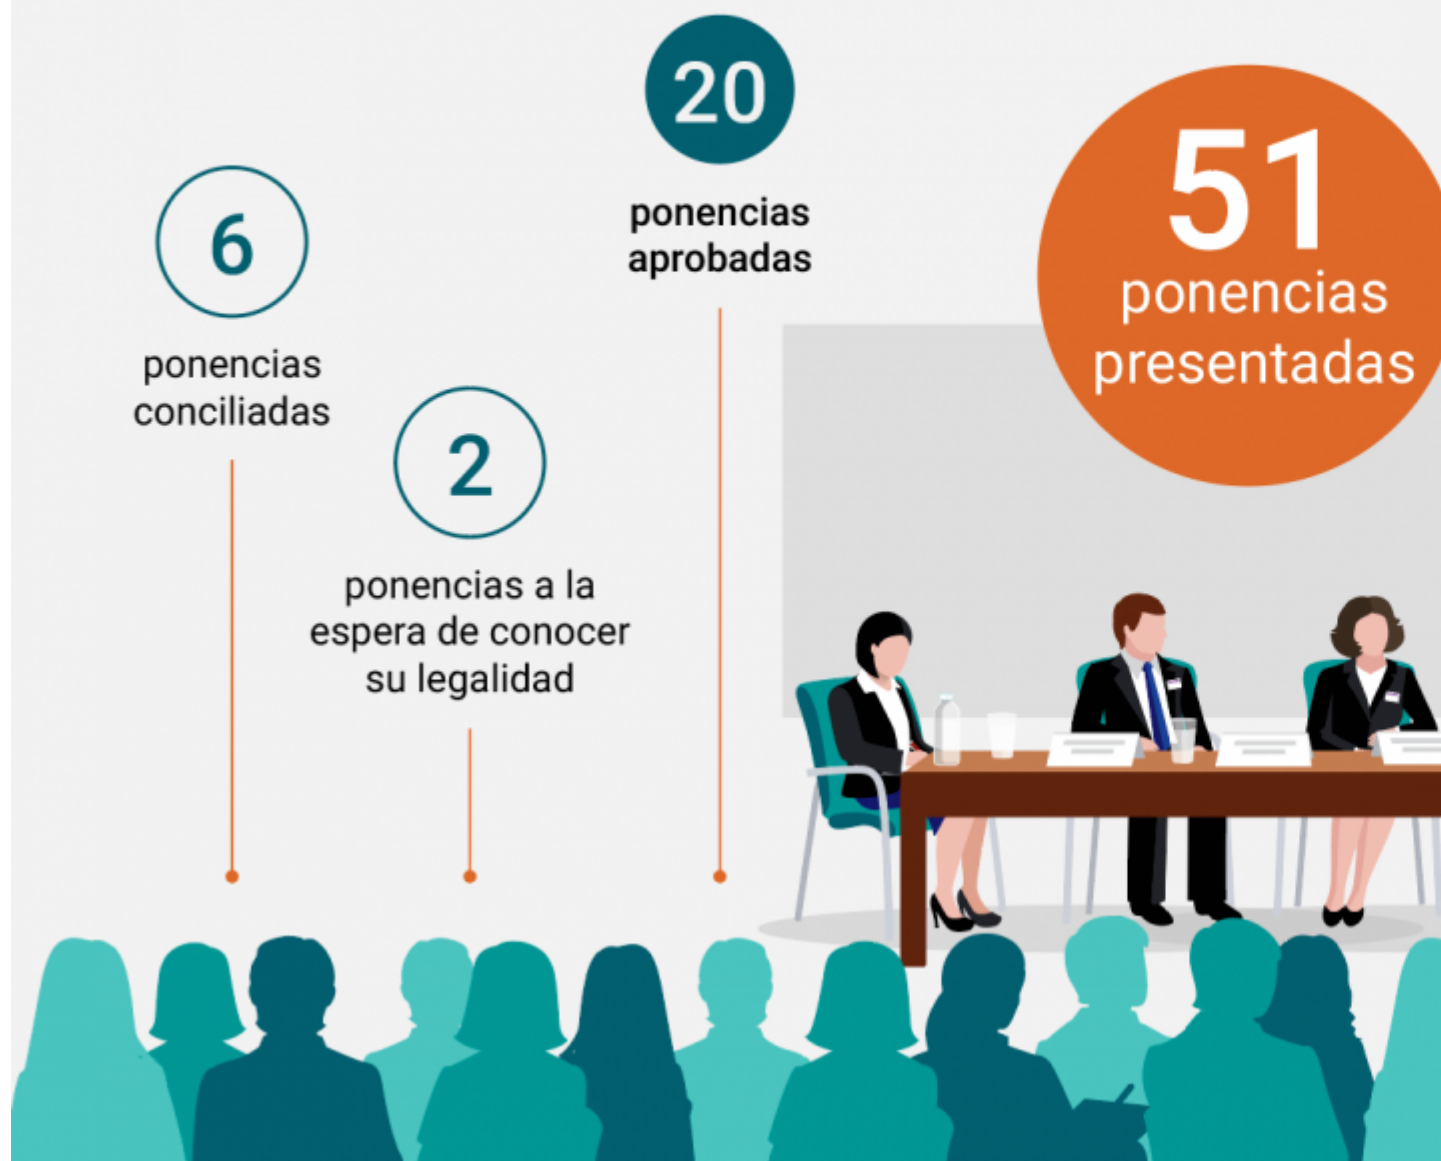 20
ponencias
aprobadas
51
ponencias
presentadas
6
ponencias
conciliadas
2
ponencias a la
espera de conocer
su legalidad